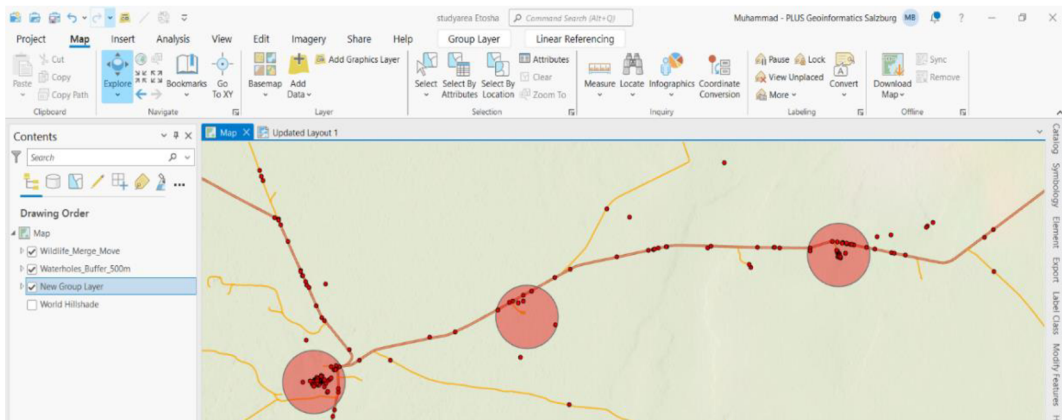 studyarea Etosha
Command Search (Alt+Q)
Muhammad - PLUS Geoinformatics Salzburg MB ?
Project Map Insert Analysis View Edit Imagery Share Help Group Layer Linear Referencing
Paste
Cut
Copy
Copy Path
Clipboard
Explore
Bookmarks
Go
To XY
Navigate
Basemap
Add
Data
Add Graphics Layer
Layer
Select
Select By
Attributes
Select By
Location
Attributes
Clear
Zoom To
Selection
Measure
Locate
Infographics
Coordinate
Conversion
Inquiry
Pause
Lock
View Unplaced
More
Convert
Labeling
Download
Map
Sync
Remove
Offline
Contents
Search
Drawing Order
Map
Wildlife_Merge_Move
Waterholes_Buffer_500m
New Group Layer
World Hillshade
Map
Updated Layout 1
Catalog
Symbology
Element
Export
Label Class
Modify Features